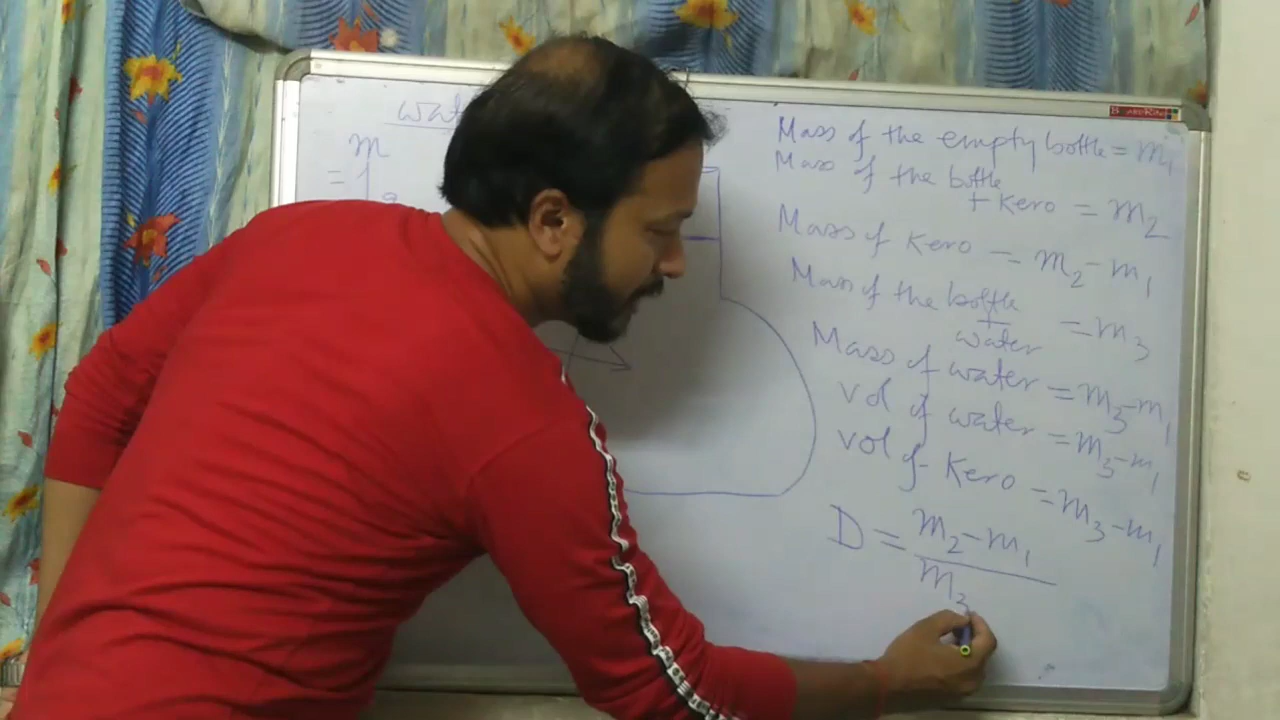 m
=
Mass of the empty bottle = m₁
Mass of the bottle
+ Kero = m₂
Mass of Kero = m₂-m₁
Mass of the bottle
+
water = m₃
Mass of water = m₃-m₁
Vol of water = m₃-m₁
Vol of Kero = m₃-m₁
D = m₂-m₁
m₃